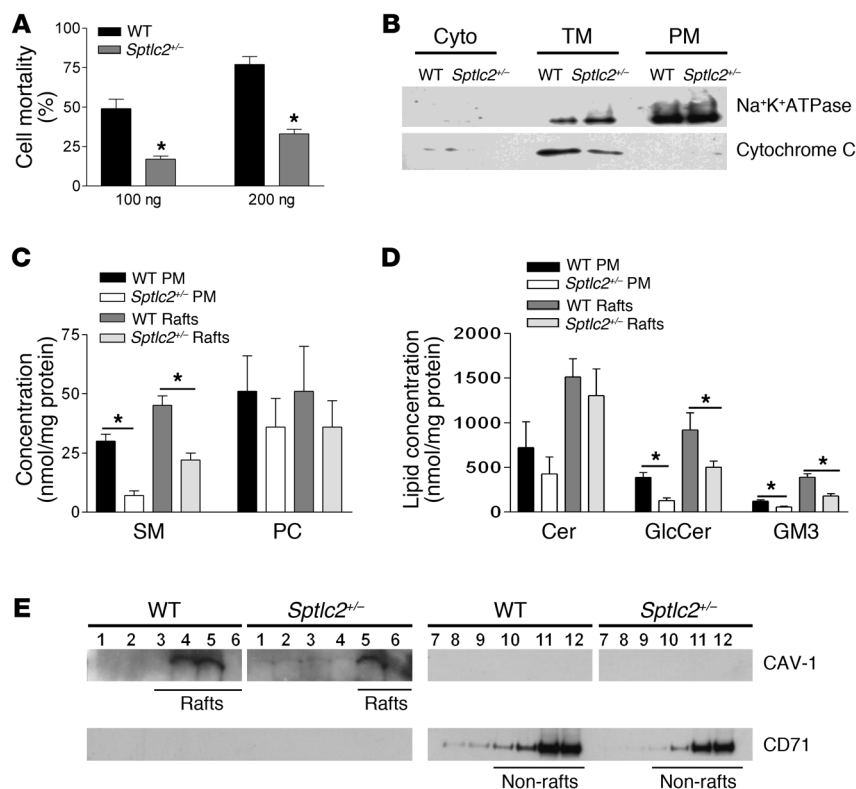 A
WT
Sptlc2+/–
100
75
50
25
0
Cell mortality
(%)
*
*
100 ng
200 ng
B
Cyto TM PM
WT Sptlc2+/– WT Sptlc2+/– WT Sptlc2+/–
Na+K+ATPase
Cytochrome C
C
WT PM
Sptlc2+/– PM
WT Rafts
Sptlc2+/– Rafts
75
50
25
0
Concentration
(nmol/mg protein)
*
*
SM PC
D
WT PM
Sptlc2+/– PM
WT Rafts
Sptlc2+/– Rafts
2000
1500
1000
500
0
Lipid concentration
(nmol/mg protein)
*
*
*
*
Cer GlcCer GM3
E
WT Sptlc2+/– WT Sptlc2+/–
1 2 3 4 5 6 1 2 3 4 5 6 7 8 9 10 11 12 7 8 9 10 11 12
CAV-1
Rafts Rafts
CD71
Non-rafts Non-rafts